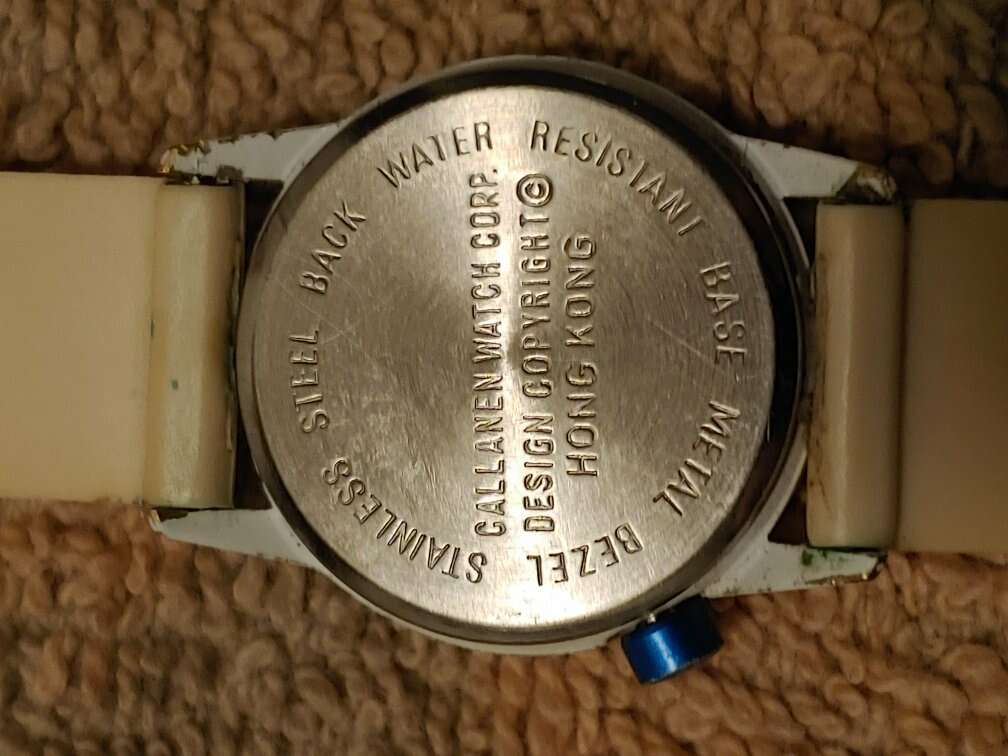 STAINLESS STEEL BACK WATER RESISTANT BASE METAL BEZEL
CALLANEN WATCH CORP.
DESIGN COPYRIGHT©
HONG KONG